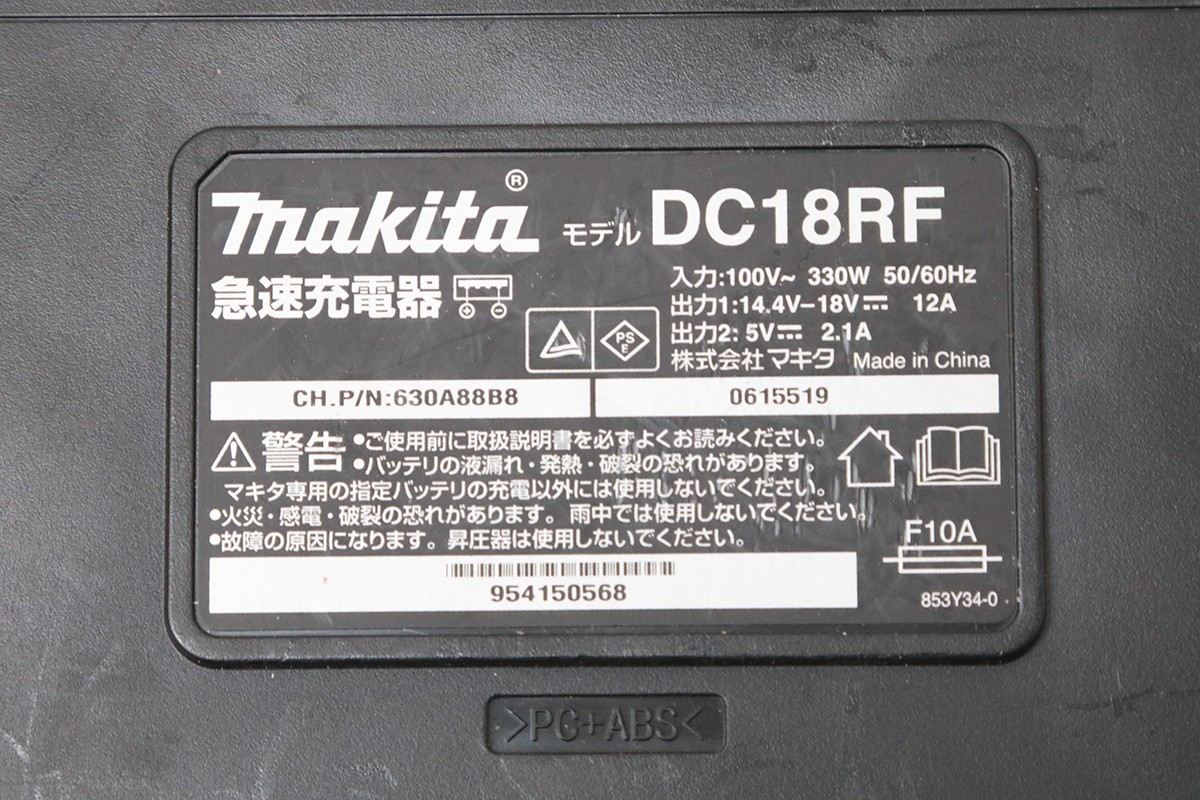 makita®
モデル DC18RF
急速充電器
入力:100V~ 330W 50/60Hz
出力1:14.4V–18V⎓ 12A
出力2: 5V⎓ 2.1A
PS
E
株式会社マキタ Made in China
CH.P/N:630A88B8
0615519
警告 •ご使用前に取扱説明書を必ずよくお読みください。
•バッテリの液漏れ・発熱・破裂の恐れがあります。
マキタ専用の指定バッテリの充電以外には使用しないでください。
•火災・感電・破裂の恐れがあります。雨中では使用しないでください。
•故障の原因になります。昇圧器は使用しないでください。
F10A
954150568
853Y34-0
>PC+ABS<